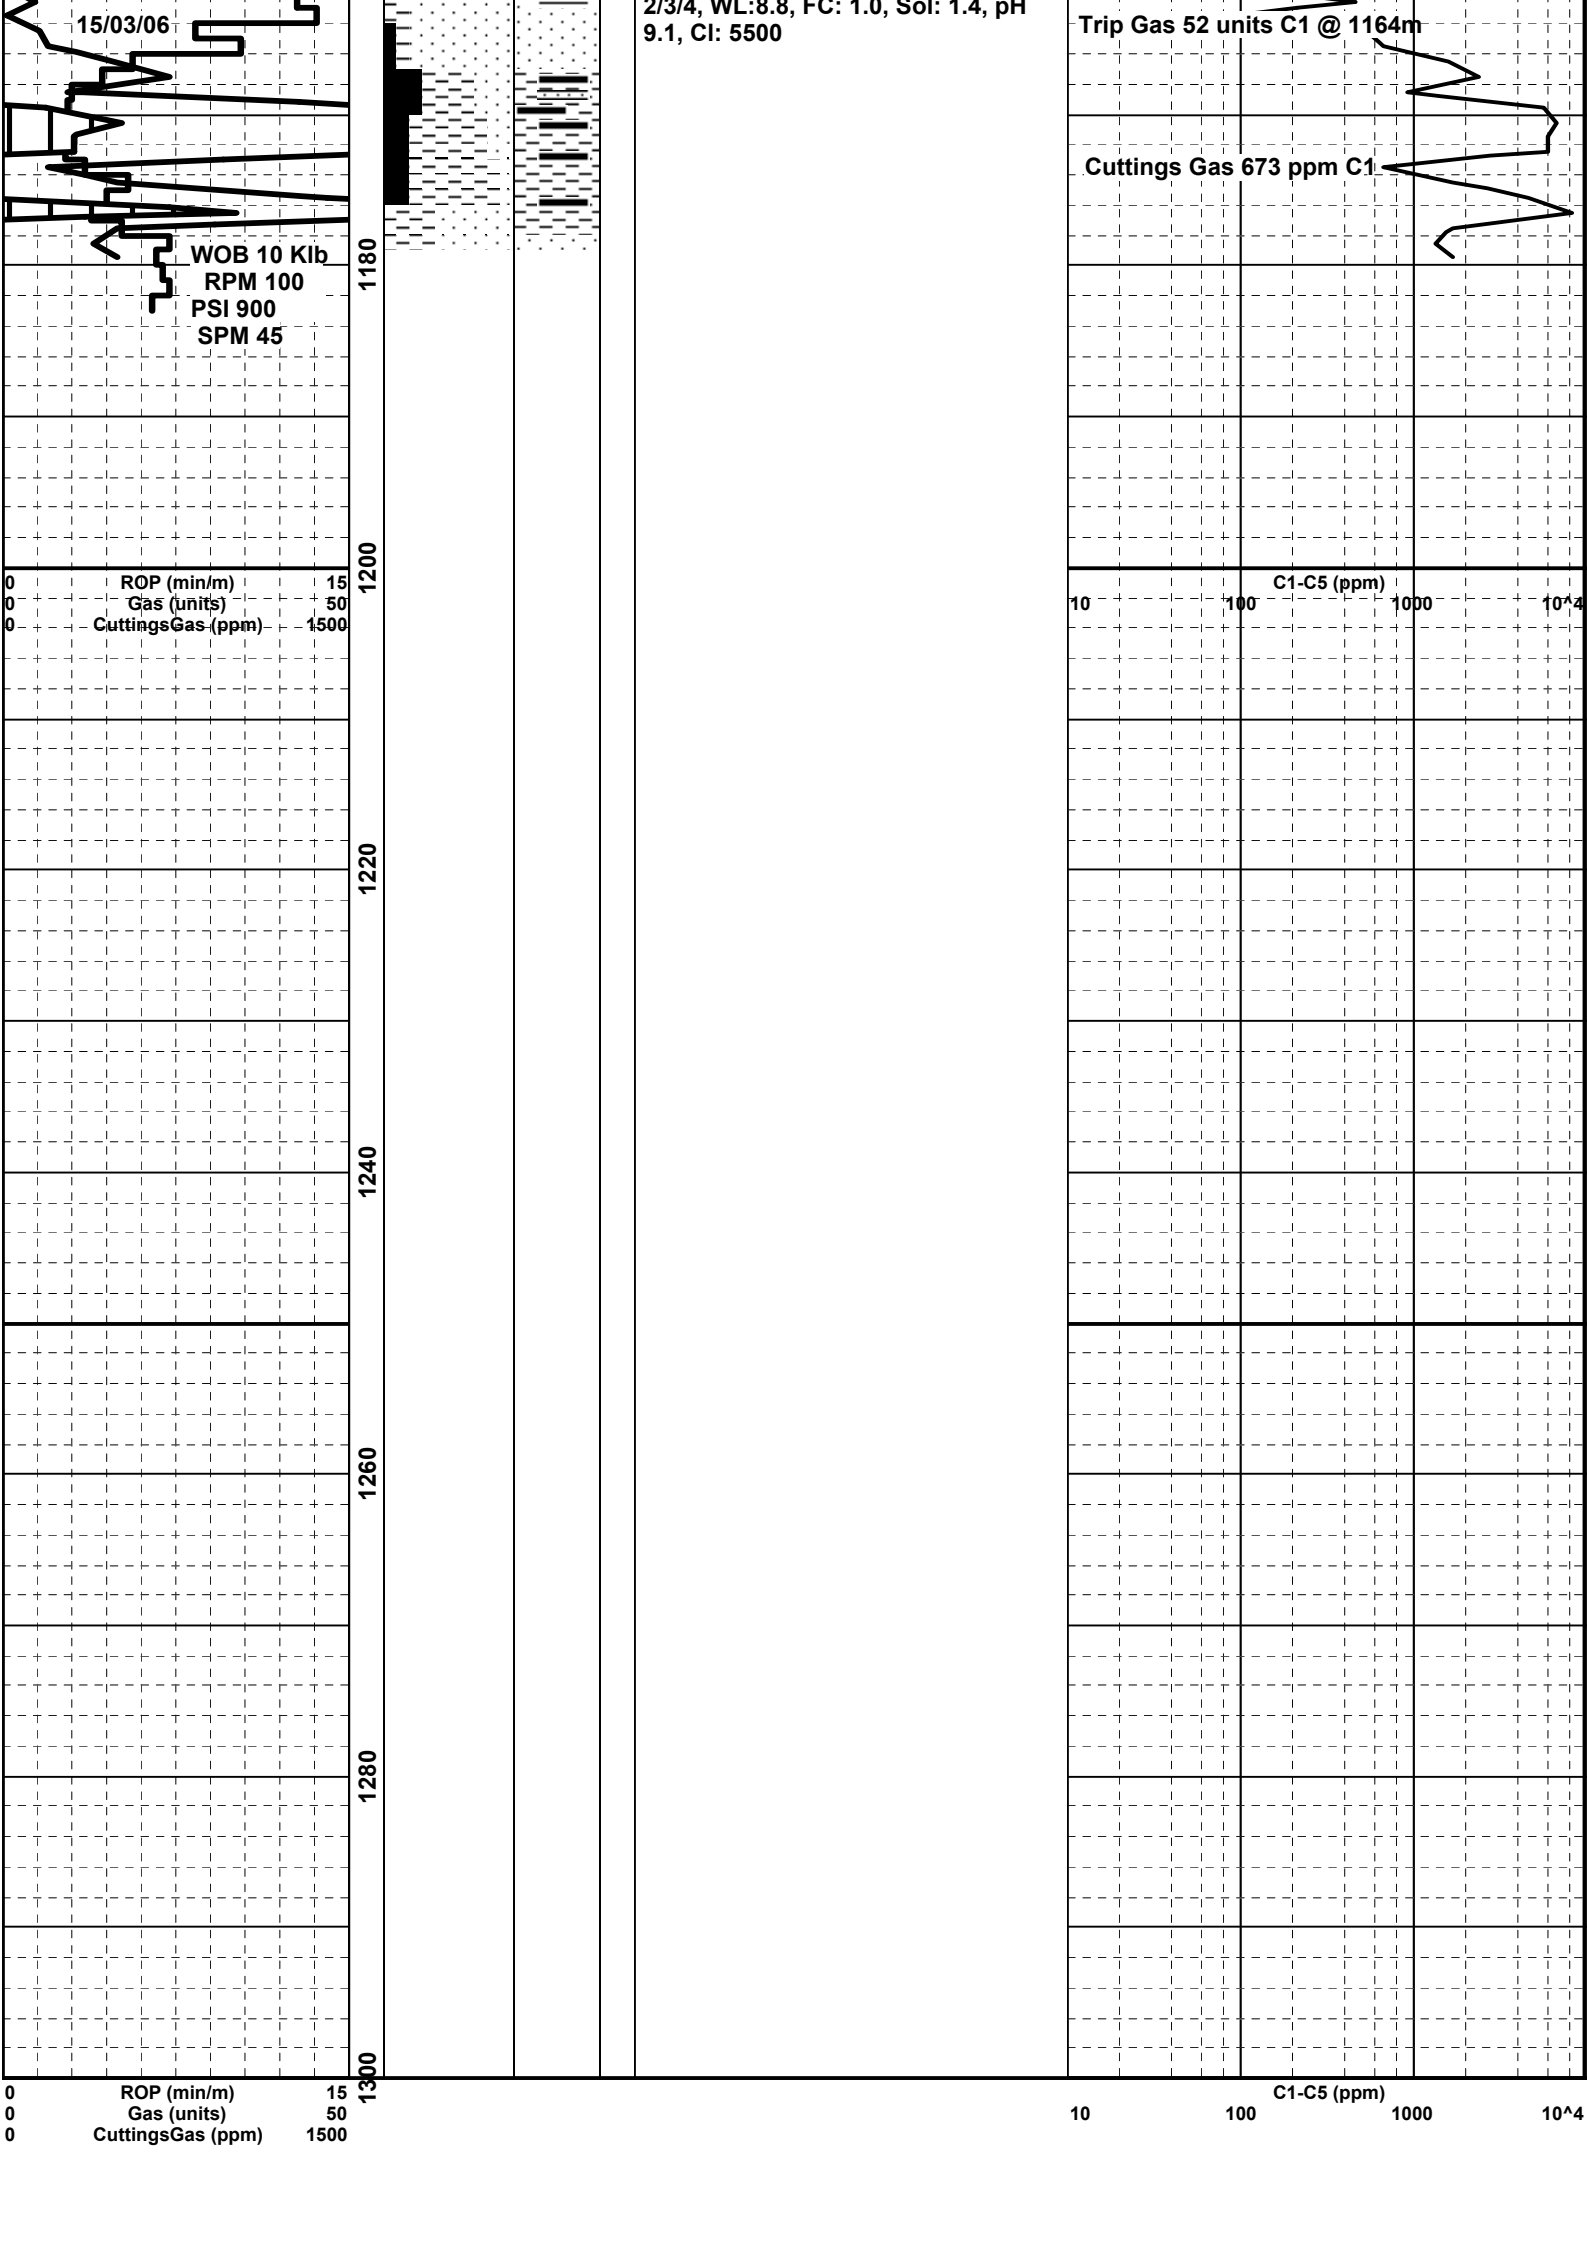 2/3/4, WL:8.8, FC: 1.0, Sol: 1.4, pH
9.1, Cl: 5500
15/03/06
Trip Gas 52 units C1 @ 1164m
Cuttings Gas 673 ppm C1
WOB 10 Klb
RPM 100
PSI 900
SPM 45
1180
1200
0 ROP (min/m) 15
0 Gas (units) 50
0 CuttingsGas (ppm) 1500
C1-C5 (ppm)
10 100 1000 10^4
1220
1240
1260
1280
1300
0 ROP (min/m) 15
0 Gas (units) 50
0 CuttingsGas (ppm) 1500
C1-C5 (ppm)
10 100 1000 10^4